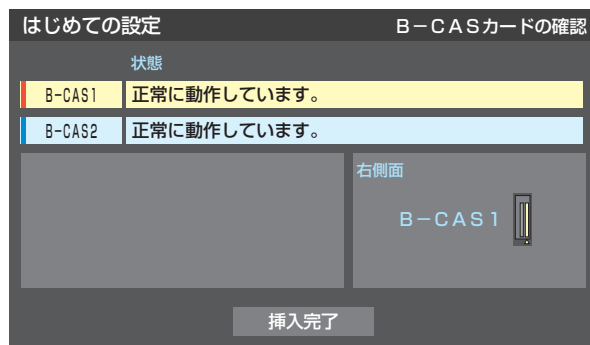 はじめての設定 B－CASカードの確認
状態
B-CAS1 正常に動作しています。
B-CAS2 正常に動作しています。
右側面
B－CAS1
挿入完了